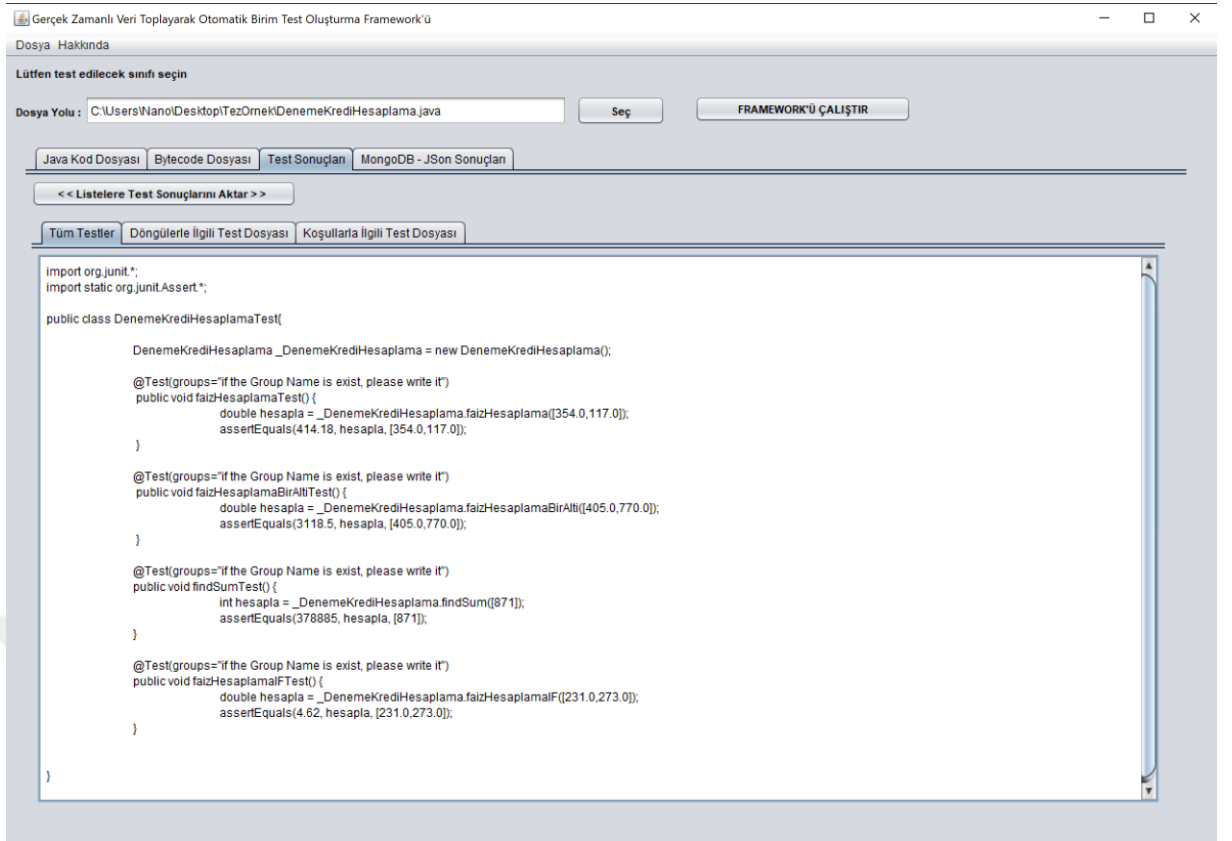 Gerçek Zamanlı Veri Toplayarak Otomatik Birim Test Oluşturma Framework'ü
Dosya Hakkında
Lütfen test edilecek sınıfı seçin
Dosya Yolu : C:\Users\Nano\Desktop\TezOrnek\DenemeKrediHesaplama.java Seç FRAMEWORK'Ü ÇALIŞTIR
Java Kod Dosyası Bytecode Dosyası Test Sonuçları MongoDB - JSon Sonuçları
<< Listelere Test Sonuçlarını Aktar >>
Tüm Testler Döngülerle İlgili Test Dosyası Koşullarla İlgili Test Dosyası
import org.junit.*;
import static org.junit.Assert.*;
public class DenemeKrediHesaplamaTest{
DenemeKrediHesaplama _DenemeKrediHesaplama = new DenemeKrediHesaplama();
@Test(groups="if the Group Name is exist, please write it")
public void faizHesaplamaTest() {
double hesapla = _DenemeKrediHesaplama.faizHesaplama([354.0,117.0]);
assertEquals(414.18, hesapla, [354.0,117.0]);
}
@Test(groups="if the Group Name is exist, please write it")
public void faizHesaplamaBirAltiTest() {
double hesapla = _DenemeKrediHesaplama.faizHesaplamaBirAlti([405.0,770.0]);
assertEquals(3118.5, hesapla, [405.0,770.0]);
}
@Test(groups="if the Group Name is exist, please write it")
public void findSumTest() {
int hesapla = _DenemeKrediHesaplama.findSum([871]);
assertEquals(378885, hesapla, [871]);
}
@Test(groups="if the Group Name is exist, please write it")
public void faizHesaplamaIFTest() {
double hesapla = _DenemeKrediHesaplama.faizHesaplamaIF([231.0,273.0]);
assertEquals(4.62, hesapla, [231.0,273.0]);
}
}